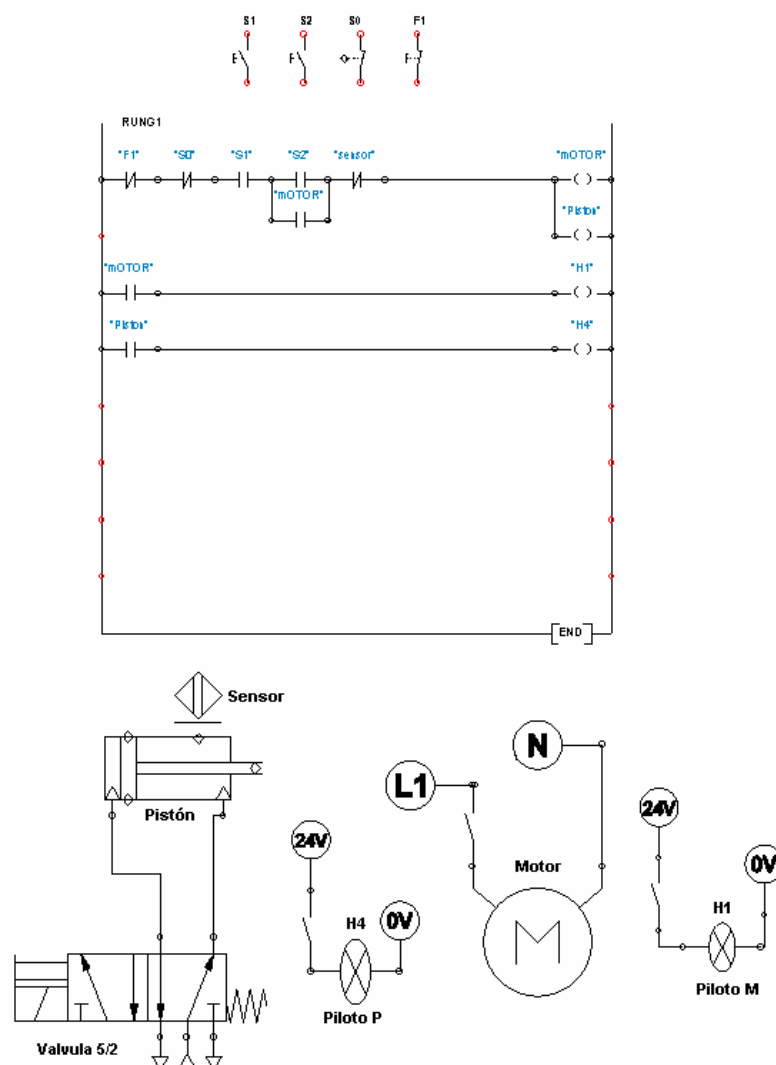 S1 S2 S0 F1
RUNG1
"F1" "S0" "S1" "S2" "sensor" "mOTOR"
"mOTOR" "Piston"
"mOTOR" "H1"
"Piston" "H4"
END
Sensor
N
L1
Pistón
24V
24V
Motor
0V
H4
0V
H1
M
Piloto M
Piloto P
Valvula 5/2